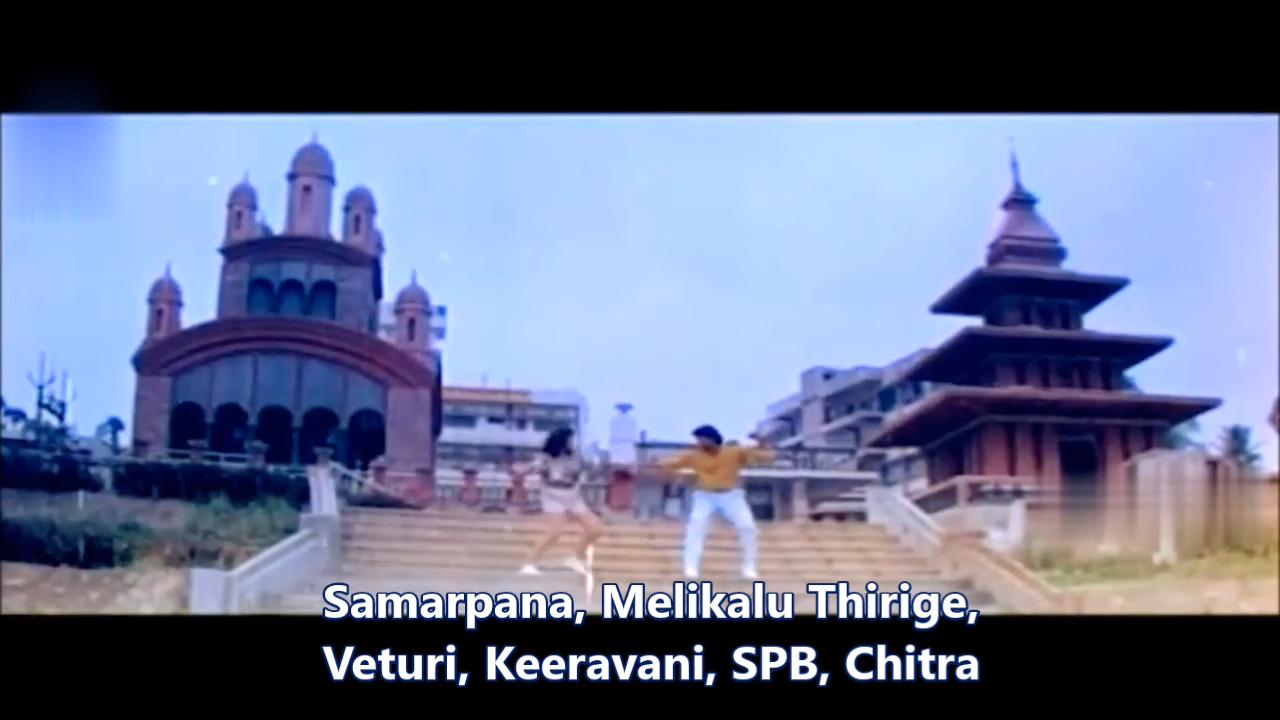 Samarpana, Melikalu Thirige,
Veturi, Keeravani, SPB, Chitra